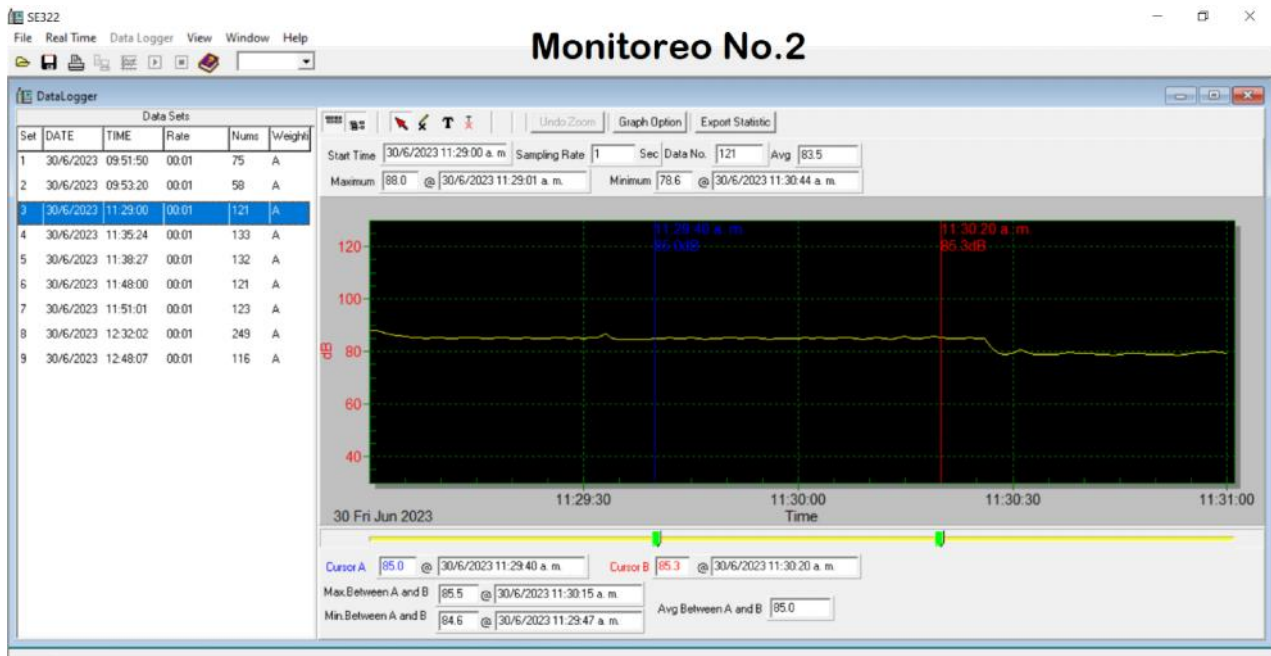 SE322
File Real Time Data Logger View Window Help
Monitoreo No.2
DataLogger
Data Sets
Set DATE TIME Rate Nums Weighti
1 30/6/2023 09:51:50 00:01 75 A
2 30/6/2023 09:53:20 00:01 58 A
3 30/6/2023 11:29:00 00:01 121 A
4 30/6/2023 11:35:24 00:01 133 A
5 30/6/2023 11:38:27 00:01 132 A
6 30/6/2023 11:48:00 00:01 121 A
7 30/6/2023 11:51:01 00:01 123 A
8 30/6/2023 12:32:02 00:01 249 A
9 30/6/2023 12:48:07 00:01 116 A
T Undo Zoom Graph Option Export Statistic
Start Time 30/6/2023 11:29:00 a. m Sampling Rate 1 Sec Data No. 121 Avg 83.5
Maximum 88.0 @ 30/6/2023 11:29:01 a. m. Minimum 78.6 @ 30/6/2023 11:30:44 a. m.
11:29:40 a. m. 11:30:20 a. m.
85.0dB 85.3dB
120
100
dB 80
60
40
11:29:30 11:30:00 11:30:30 11:31:00
30 Fri Jun 2023 Time
Cursor A 85.0 @ 30/6/2023 11:29:40 a. m. Cursor B 85.3 @ 30/6/2023 11:30:20 a. m.
Max.Between A and B 85.5 @ 30/6/2023 11:30:15 a. m.
Avg Between A and B 85.0
Min.Between A and B 84.6 @ 30/6/2023 11:29:47 a. m.